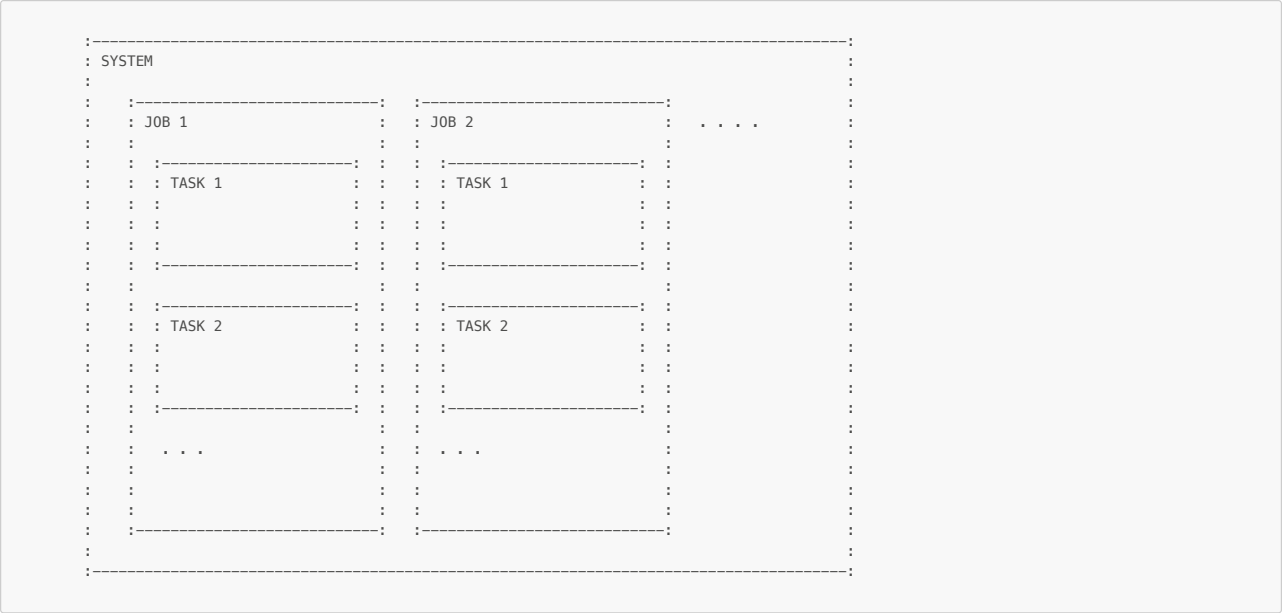 SYSTEM
JOB 1 JOB 2 . . . .
TASK 1 TASK 1
TASK 2 TASK 2
. . . . . .